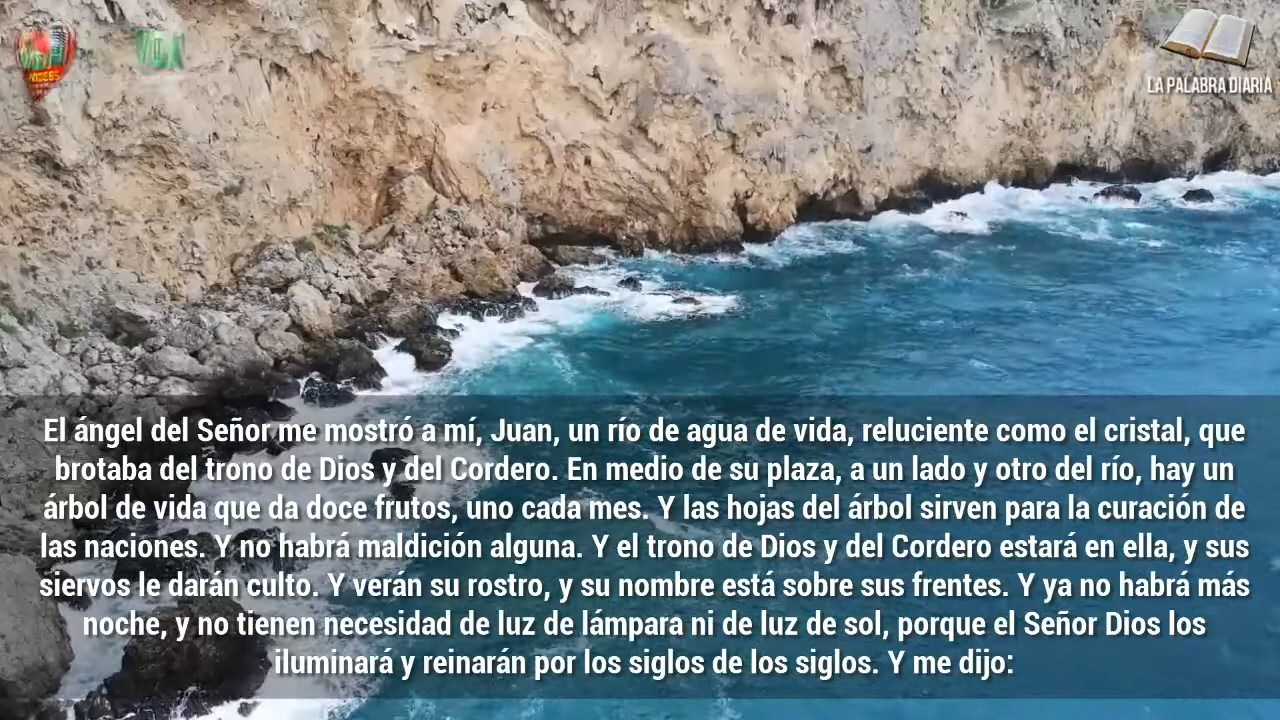 LA PALABRA DIARIA
El ángel del Señor me mostró a mí, Juan, un río de agua de vida, reluciente como el cristal, que
brotaba del trono de Dios y del Cordero. En medio de su plaza, a un lado y otro del río, hay un
árbol de vida que da doce frutos, uno cada mes. Y las hojas del árbol sirven para la curación de
las naciones. Y no habrá maldición alguna. Y el trono de Dios y del Cordero estará en ella, y sus
siervos le darán culto. Y verán su rostro, y su nombre está sobre sus frentes. Y ya no habrá más
noche, y no tienen necesidad de luz de lámpara ni de luz de sol, porque el Señor Dios los
iluminará y reinarán por los siglos de los siglos. Y me dijo: